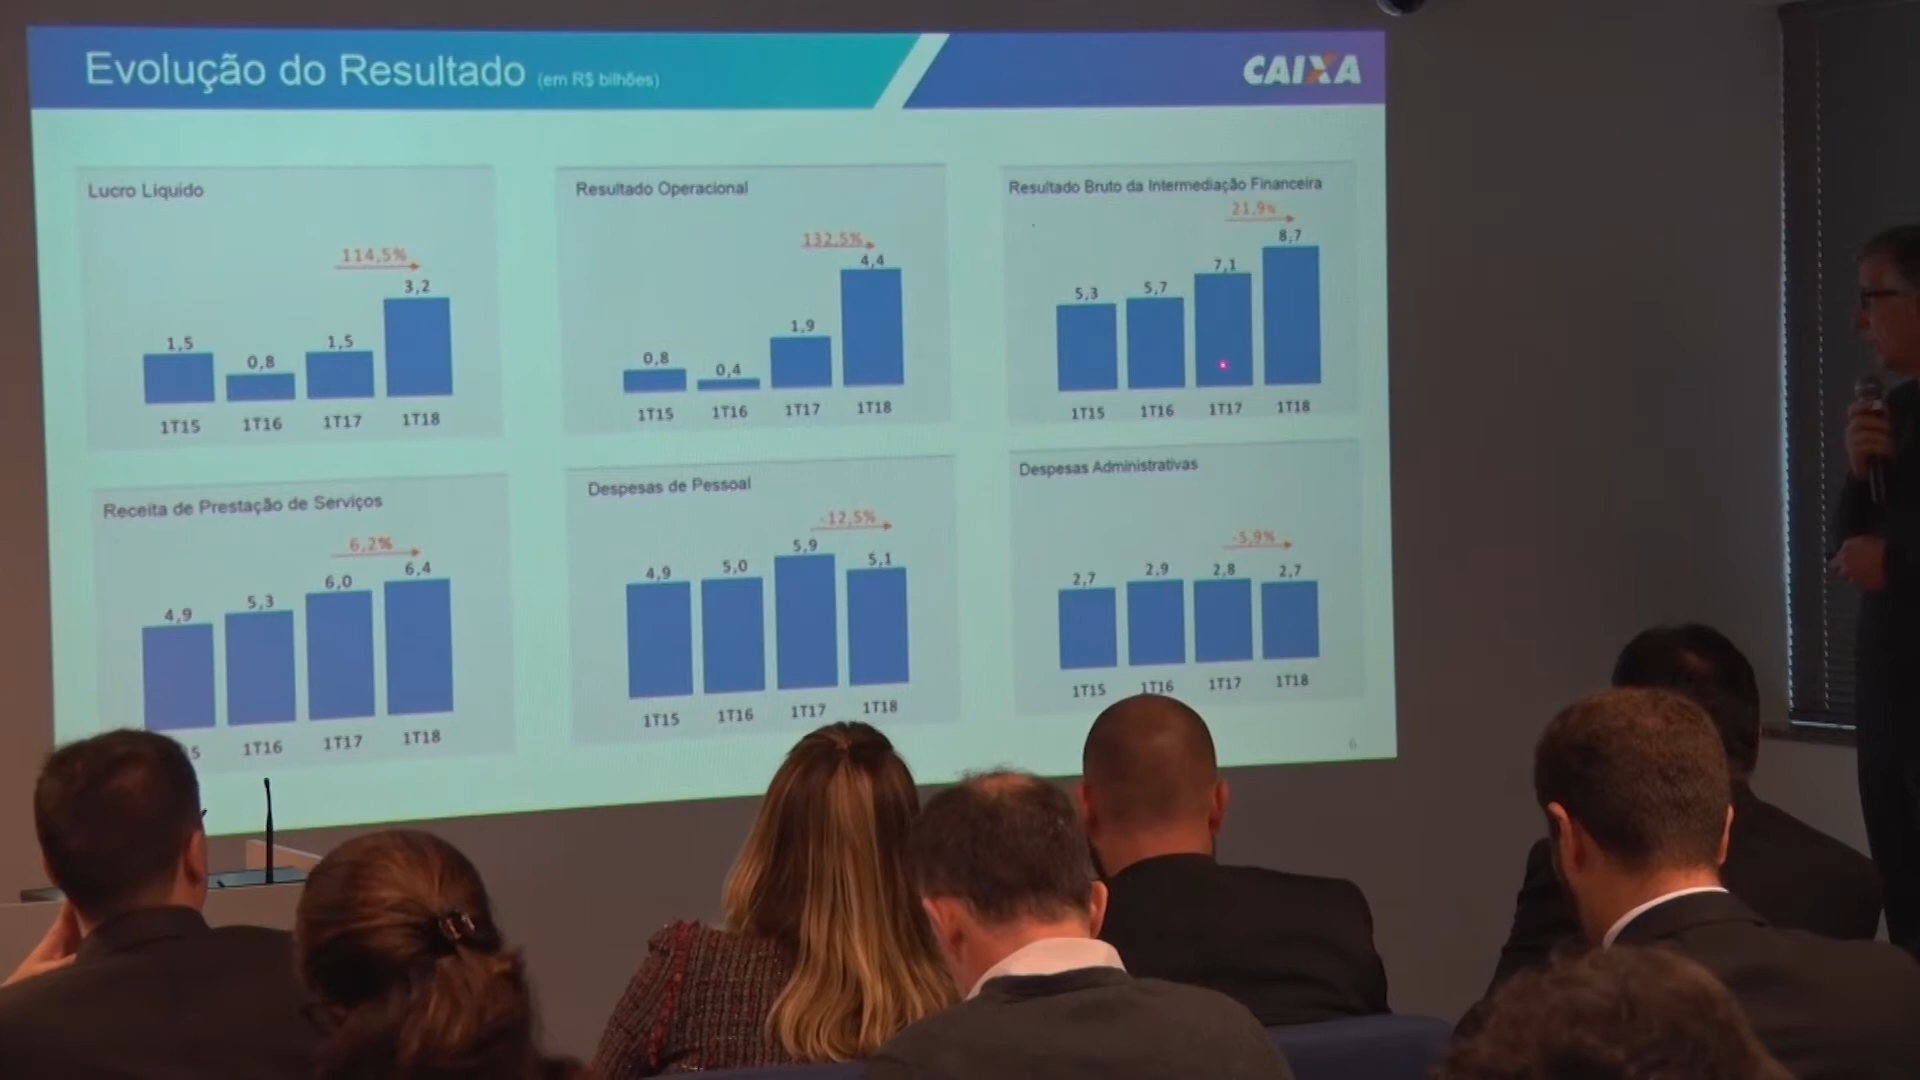 Evolução do Resultado (em R$ bilhões)
CAIXA
Lucro Líquido
114,5%
1,5 0,8 1,5 3,2
1T15 1T16 1T17 1T18
Resultado Operacional
132,5%
0,8 0,4 1,9 4,4
1T15 1T16 1T17 1T18
Resultado Bruto da Intermediação Financeira
21,9%
5,3 5,7 7,1 8,7
1T15 1T16 1T17 1T18
Receita de Prestação de Serviços
6,2%
4,9 5,3 6,0 6,4
5 1T16 1T17 1T18
Despesas de Pessoal
-12,5%
4,9 5,0 5,9 5,1
1T15 1T16 1T17 1T18
Despesas Administrativas
-5,9%
2,7 2,9 2,8 2,7
1T15 1T16 1T17 1T18
6